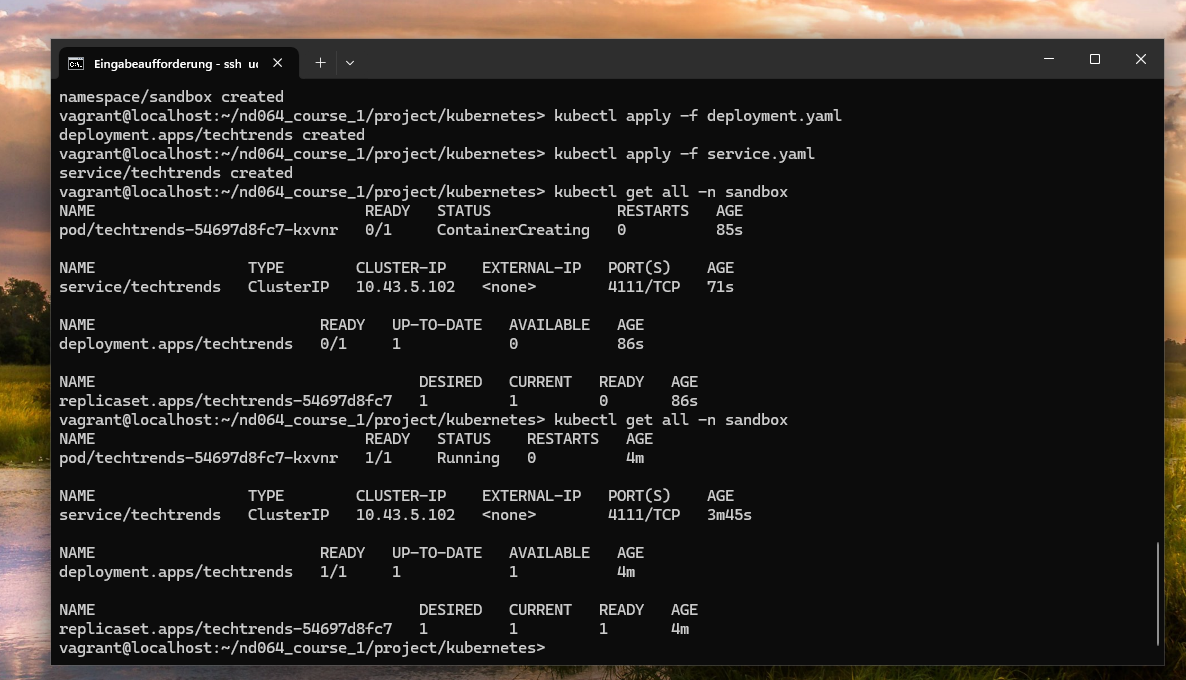 Eingabeaufforderung - ssh
namespace/sandbox created
vagrant@localhost:~/nd064_course_1/project/kubernetes> kubectl apply -f deployment.yaml
deployment.apps/techtrends created
vagrant@localhost:~/nd064_course_1/project/kubernetes> kubectl apply -f service.yaml
service/techtrends created
vagrant@localhost:~/nd064_course_1/project/kubernetes> kubectl get all -n sandbox
NAME READY STATUS RESTARTS AGE
pod/techtrends-54697d8fc7-kxvnr 0/1 ContainerCreating 0 85s
NAME TYPE CLUSTER-IP EXTERNAL-IP PORT(S) AGE
service/techtrends ClusterIP 10.43.5.102 <none> 4111/TCP 71s
NAME READY UP-TO-DATE AVAILABLE AGE
deployment.apps/techtrends 0/1 1 0 86s
NAME DESIRED CURRENT READY AGE
replicaset.apps/techtrends-54697d8fc7 1 1 0 86s
vagrant@localhost:~/nd064_course_1/project/kubernetes> kubectl get all -n sandbox
NAME READY STATUS RESTARTS AGE
pod/techtrends-54697d8fc7-kxvnr 1/1 Running 0 4m
NAME TYPE CLUSTER-IP EXTERNAL-IP PORT(S) AGE
service/techtrends ClusterIP 10.43.5.102 <none> 4111/TCP 3m45s
NAME READY UP-TO-DATE AVAILABLE AGE
deployment.apps/techtrends 1/1 1 1 4m
NAME DESIRED CURRENT READY AGE
replicaset.apps/techtrends-54697d8fc7 1 1 1 4m
vagrant@localhost:~/nd064_course_1/project/kubernetes>